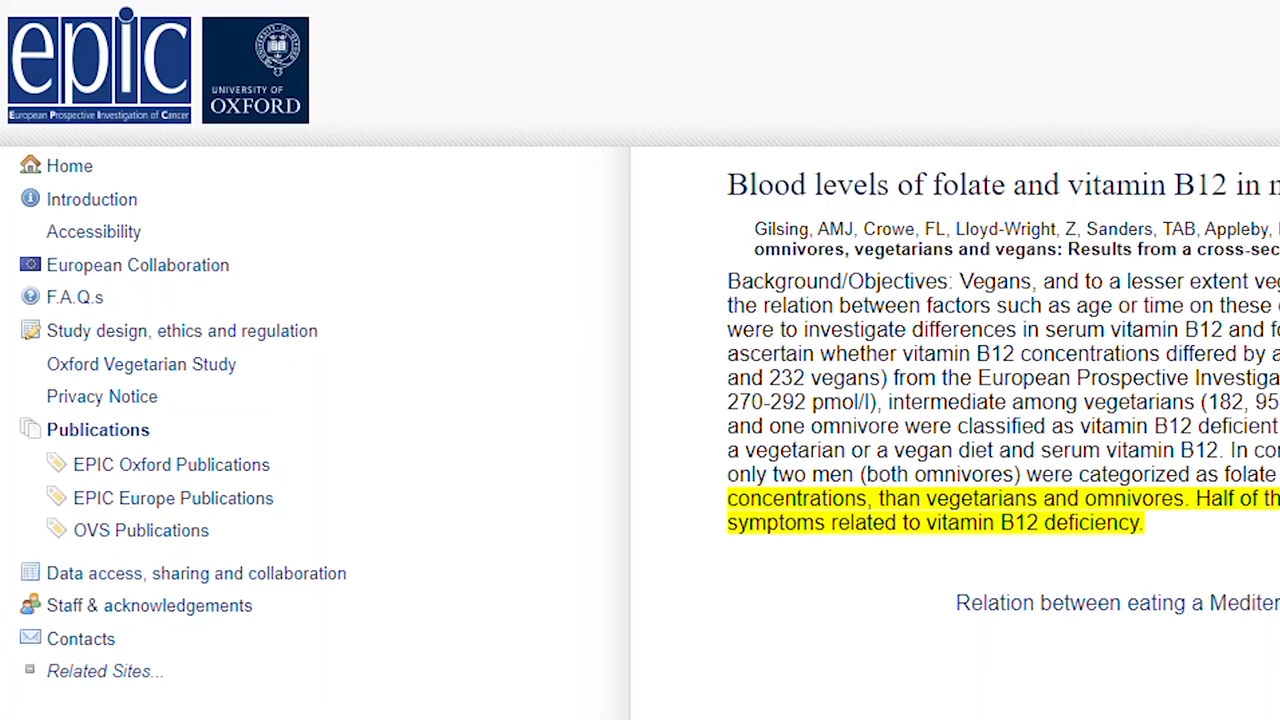 epic
European Prospective Investigation of Cancer
UNIVERSITY OF
OXFORD
Home
Introduction
Accessibility
European Collaboration
F.A.Q.s
Study design, ethics and regulation
Oxford Vegetarian Study
Privacy Notice
Publications
EPIC Oxford Publications
EPIC Europe Publications
OVS Publications
Data access, sharing and collaboration
Staff & acknowledgements
Contacts
Related Sites...
Blood levels of folate and vitamin B12 in
Gilsing, AMJ, Crowe, FL, Lloyd-Wright, Z, Sanders, TAB, Appleby,
omnivores, vegetarians and vegans: Results from a cross-sec
Background/Objectives: Vegans, and to a lesser extent veg
the relation between factors such as age or time on these
were to investigate differences in serum vitamin B12 and fo
ascertain whether vitamin B12 concentrations differed by a
and 232 vegans) from the European Prospective Investiga
270-292 pmol/l), intermediate among vegetarians (182, 95
and one omnivore were classified as vitamin B12 deficient
a vegetarian or a vegan diet and serum vitamin B12. In co
only two men (both omnivores) were categorized as folate
concentrations, than vegetarians and omnivores. Half of th
symptoms related to vitamin B12 deficiency.
Relation between eating a Mediter